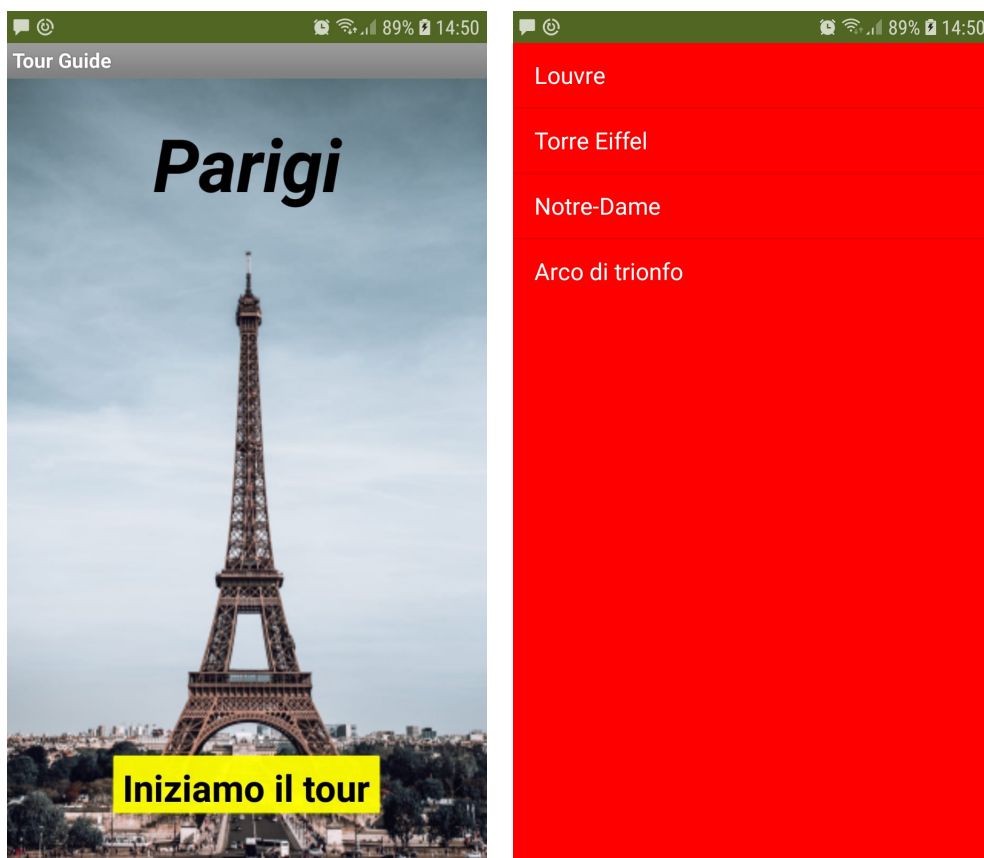 89% 14:50
Tour Guide
Parigi
Iniziamo il tour
89% 14:50
Louvre
Torre Eiffel
Notre-Dame
Arco di trionfo